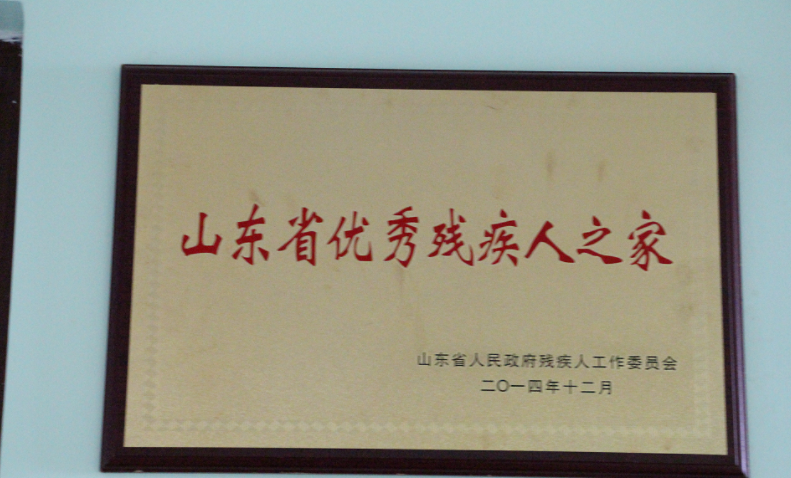 山东省优秀残疾人之家
山东省人民政府残疾人工作委员会
二〇一四年十二月